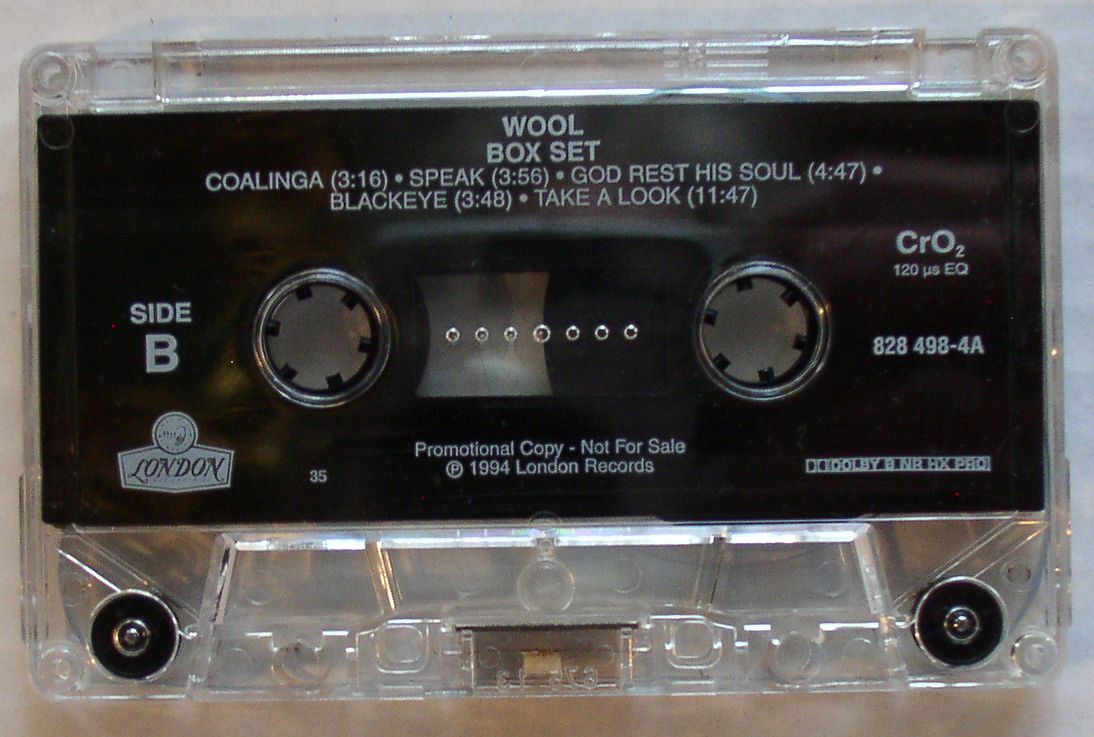 WOOL
BOX SET
COALINGA (3:16) • SPEAK (3:56) • GOD REST HIS SOUL (4:47) •
BLACKEYE (3:48) • TAKE A LOOK (11:47)
CrO₂
120 µs EQ
SIDE
B
828 498-4A
LONDON
35
Promotional Copy - Not For Sale
℗ 1994 London Records
DOLBY B NR HX PRO